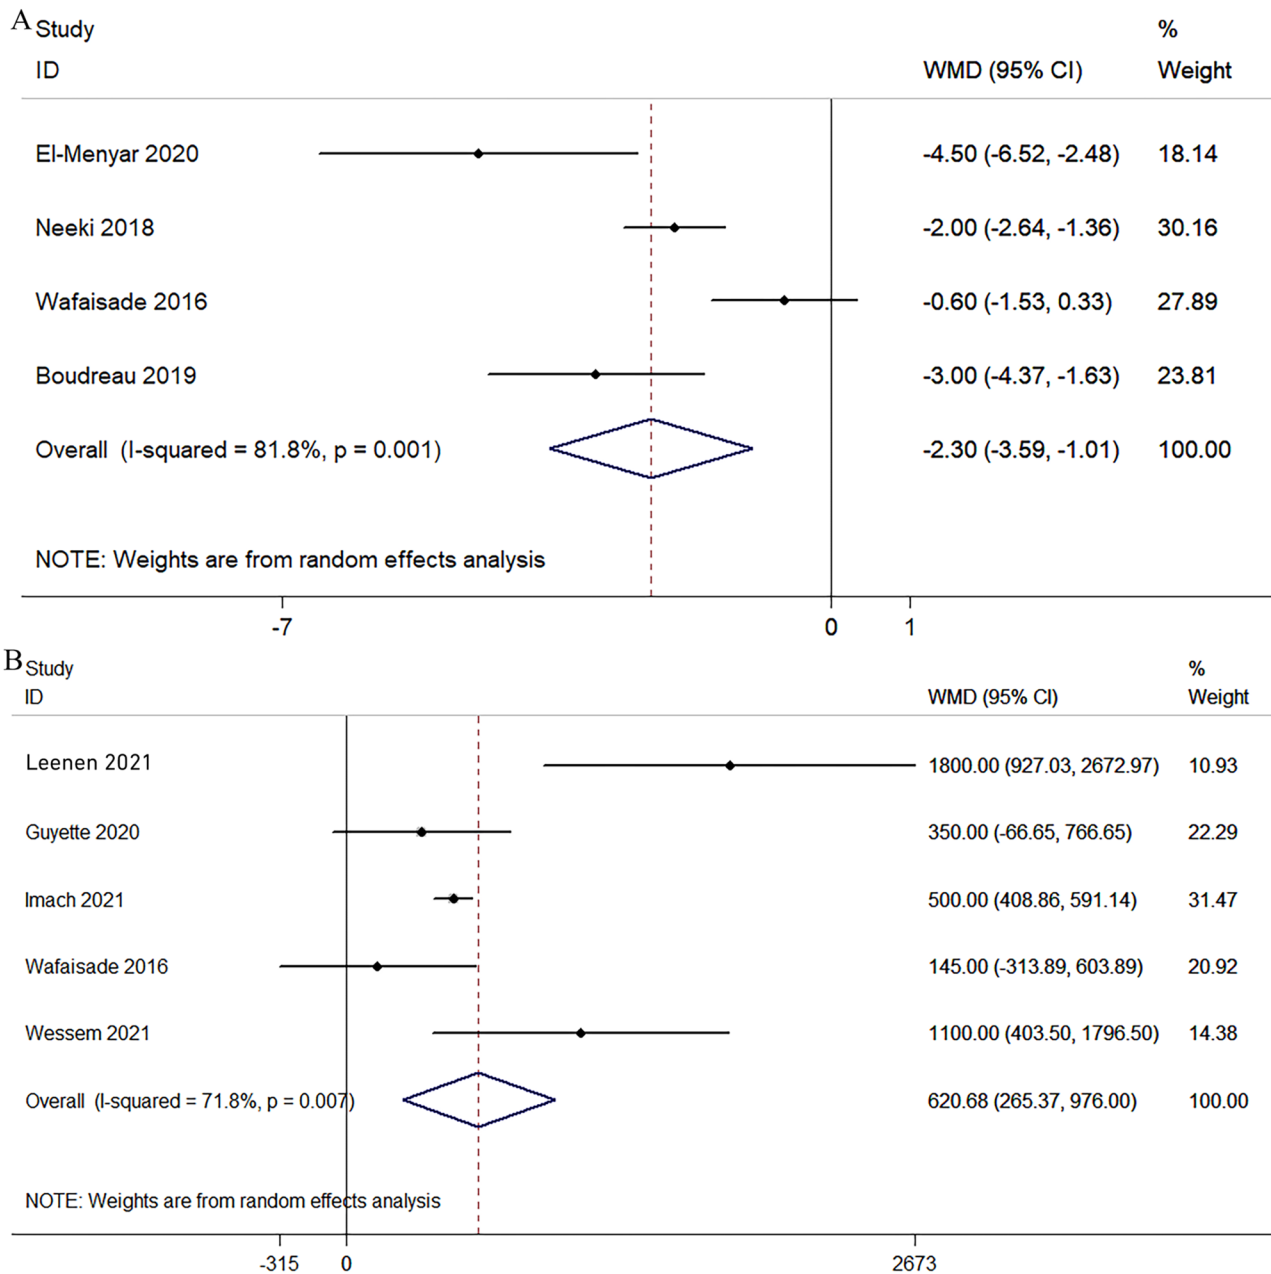 A Study %
ID WMD (95% CI) Weight
El-Menyar 2020 -4.50 (-6.52, -2.48) 18.14
Neeki 2018 -2.00 (-2.64, -1.36) 30.16
Wafaisade 2016 -0.60 (-1.53, 0.33) 27.89
Boudreau 2019 -3.00 (-4.37, -1.63) 23.81
Overall (I-squared = 81.8%, p = 0.001) -2.30 (-3.59, -1.01) 100.00
NOTE: Weights are from random effects analysis
-7 0 1
B Study %
ID WMD (95% CI) Weight
Leenen 2021 1800.00 (927.03, 2672.97) 10.93
Guyette 2020 350.00 (-66.65, 766.65) 22.29
Imach 2021 500.00 (408.86, 591.14) 31.47
Wafaisade 2016 145.00 (-313.89, 603.89) 20.92
Wessem 2021 1100.00 (403.50, 1796.50) 14.38
Overall (I-squared = 71.8%, p = 0.007) 620.68 (265.37, 976.00) 100.00
NOTE: Weights are from random effects analysis
-315 0 2673